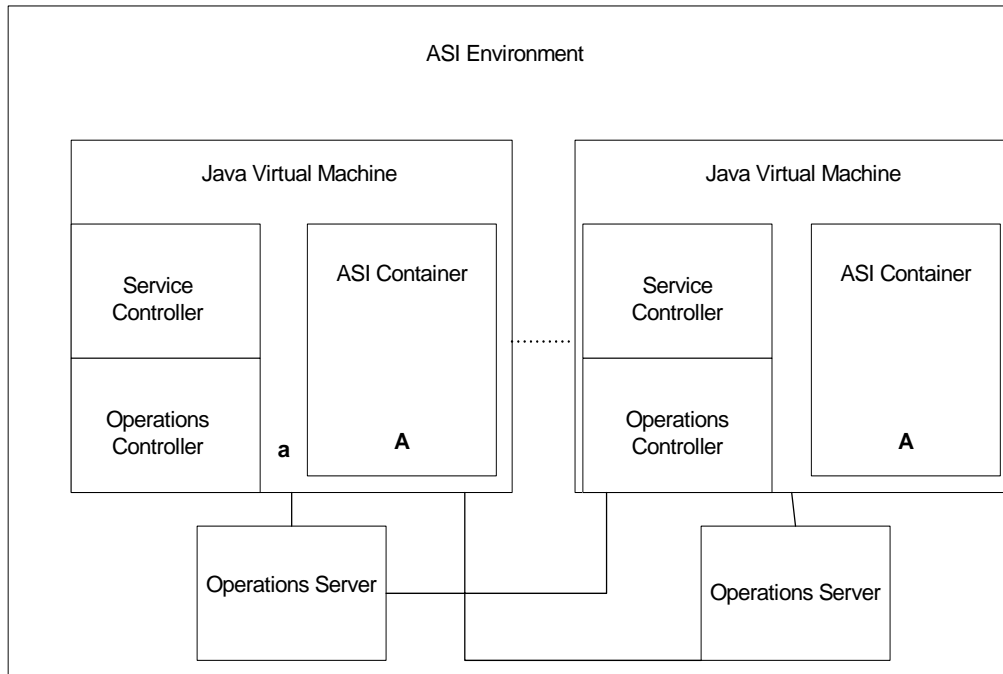 ASI Environment
Java Virtual Machine
Java Virtual Machine
Service
Controller
ASI Container
Service
Controller
ASI Container
Operations
Controller
a
A
Operations
Controller
A
Operations Server
Operations Server